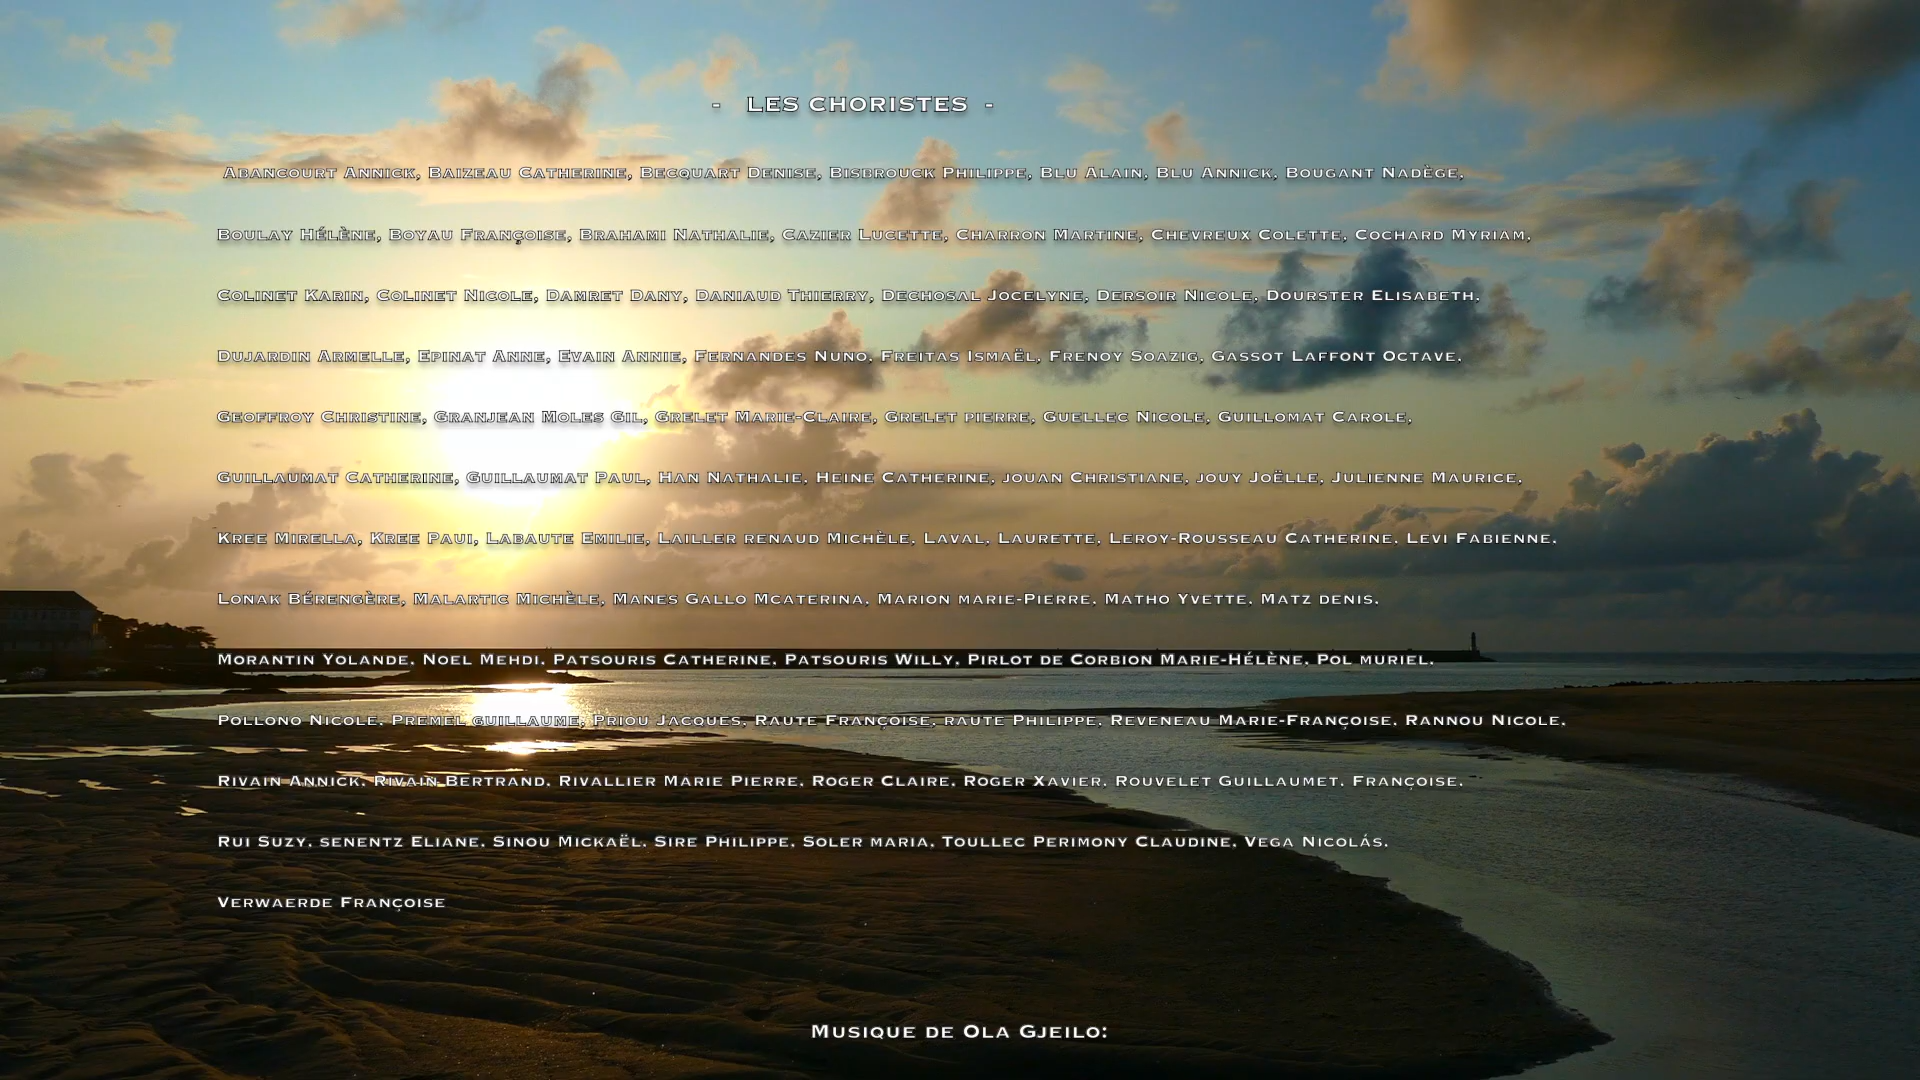 - LES CHORISTES -
Abancourt Annick, Baizeau Catherine, Becquart Denise, Bisbrouck Philippe, Blu Alain, Blu Annick, Bougant Nadège,
Boulay Hélène, Boyau Françoise, Brahami Nathalie, Cazier Lucette, Charron Martine, Chevreux Colette, Cochard Myriam,
Colinet Karin, Colinet Nicole, Damret Dany, Daniaud Thierry, Dechosal Jocelyne, Dersoir Nicole, Dourster Elisabeth,
Dujardin Armelle, Epinat Anne, Evain Annie, Fernandes Nuno, Freitas Ismaël, Frenoy Soazig, Gassot Laffont Octave,
Geoffroy Christine, Granjean Moles Gil, Grelet Marie-Claire, Grelet pierre, Guellec Nicole, Guillomat Carole,
Guillaumat Catherine, Guillaumat Paul, Han Nathalie, Heine Catherine, jouan Christiane, jouy Joëlle, Julienne Maurice,
Kree Mirella, Kree Paui, Labaute Emilie, Lailler renaud Michèle, Laval, Laurette, Leroy-Rousseau Catherine, Levi Fabienne,
Lonak Bérengère, Malartic Michèle, Manes Gallo Mcaterina, Marion marie-Pierre, Matho Yvette, Matz denis,
Morantin Yolande, Noel Mehdi, Patsouris Catherine, Patsouris Willy, Pirlot de Corbion Marie-Hélène, Pol muriel,
Pollono Nicole, Premel guillaume, Priou Jacques, Raute Françoise, raute Philippe, Reveneau Marie-Françoise, Rannou Nicole,
Rivain Annick, Rivain Bertrand, Rivallier Marie Pierre, Roger Claire, Roger Xavier, Rouvelet Guillaumet, Françoise,
Rui Suzy, senentz Eliane, Sinou Mickaël, Sire Philippe, Soler maria, Toullec Perimony Claudine, Vega Nicolás,
Verwaerde Françoise
Musique de Ola Gjeilo: